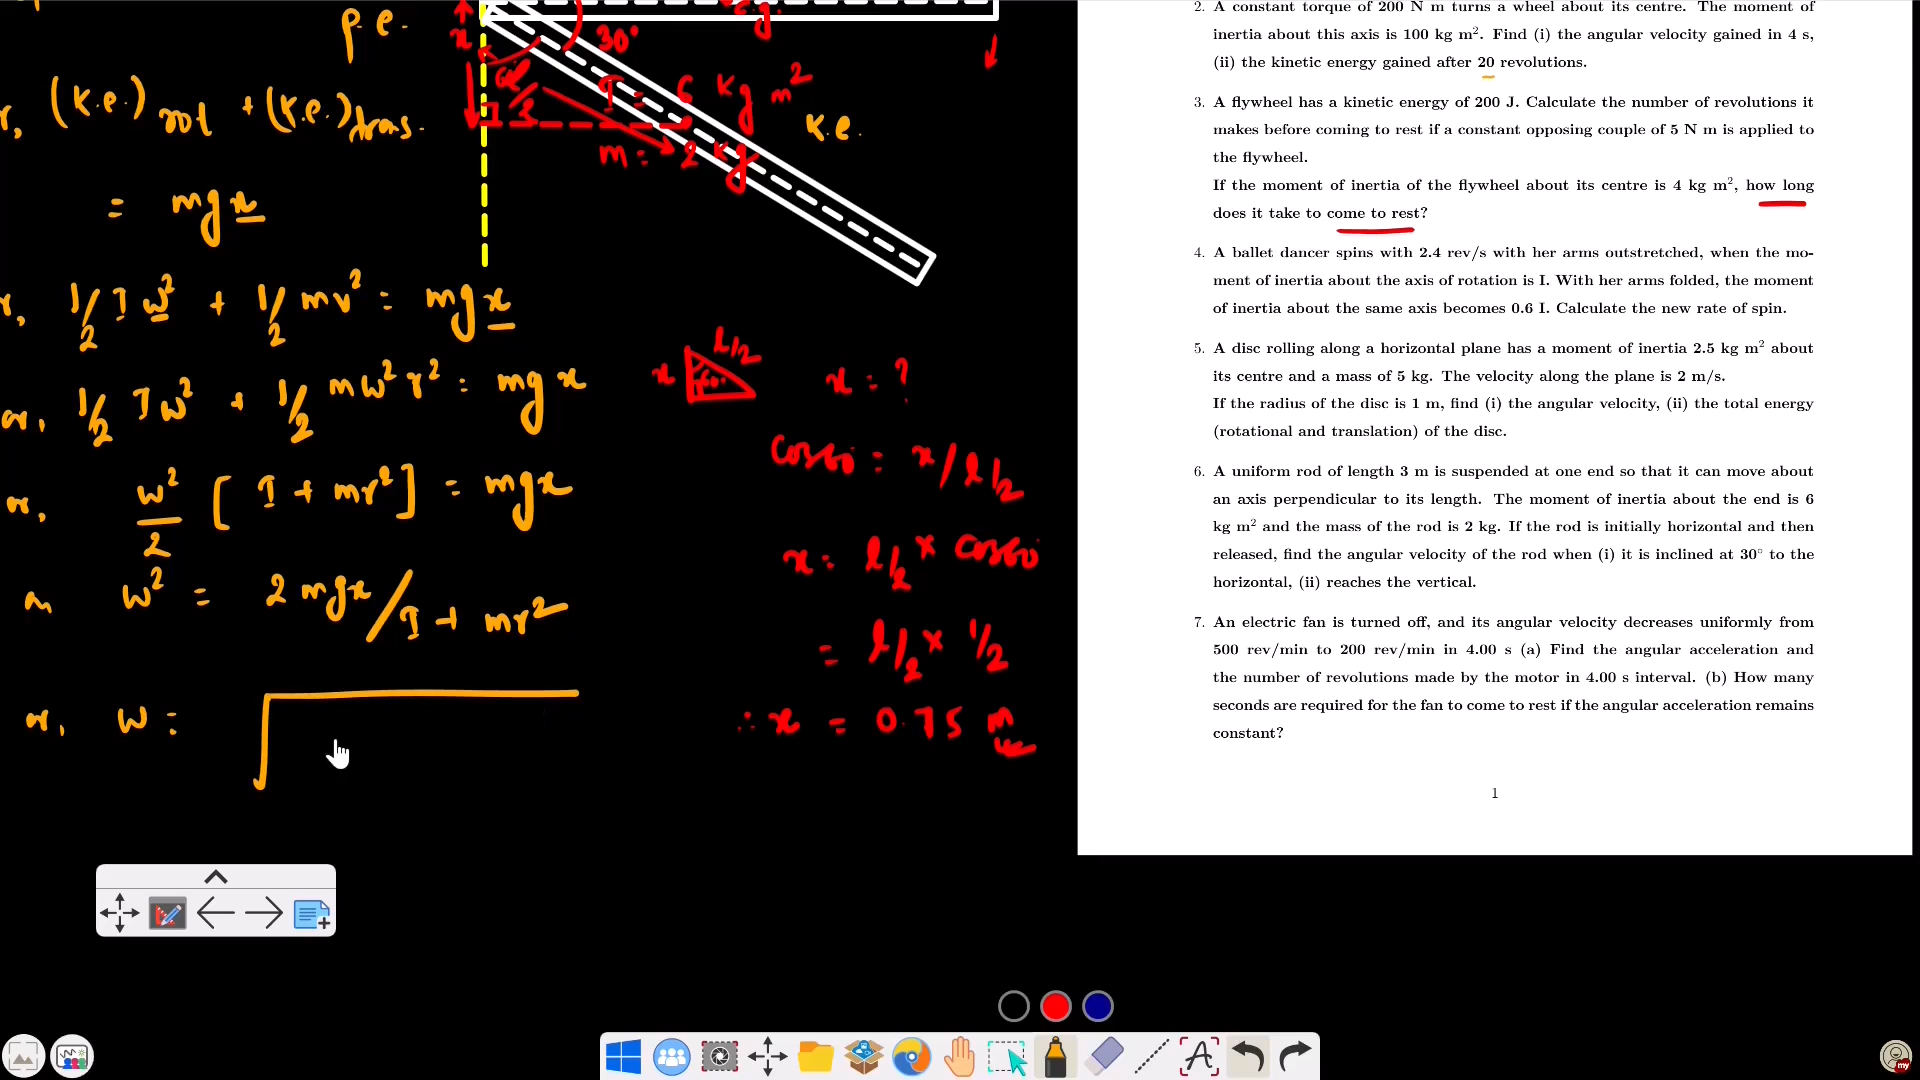 p.e.
(k.e.) rot + (k.e.) trans.
= mgx
1/2 I ω² + 1/2 mv² = mgx
or, 1/2 I ω² + 1/2 m ω² r² = mgx
or, ω²/2 [ I + mr² ] = mgx
or ω² = 2 mgx / I + mr²
or, ω =
c.g.
x
30°
I = 6 kg m²
m = 2 kg
k.e.
l/2
x
60°
x = ?
cos60 = x / l/2
x = l/2 × cos60
= l/2 × 1/2
∴ x = 0.75 m
2. A constant torque of 200 N m turns a wheel about its centre. The moment of
inertia about this axis is 100 kg m². Find (i) the angular velocity gained in 4 s,
(ii) the kinetic energy gained after 20 revolutions.
3. A flywheel has a kinetic energy of 200 J. Calculate the number of revolutions it
makes before coming to rest if a constant opposing couple of 5 N m is applied to
the flywheel.
If the moment of inertia of the flywheel about its centre is 4 kg m², how long
does it take to come to rest?
4. A ballet dancer spins with 2.4 rev/s with her arms outstretched, when the mo-
ment of inertia about the axis of rotation is I. With her arms folded, the moment
of inertia about the same axis becomes 0.6 I. Calculate the new rate of spin.
5. A disc rolling along a horizontal plane has a moment of inertia 2.5 kg m² about
its centre and a mass of 5 kg. The velocity along the plane is 2 m/s.
If the radius of the disc is 1 m, find (i) the angular velocity, (ii) the total energy
(rotational and translation) of the disc.
6. A uniform rod of length 3 m is suspended at one end so that it can move about
an axis perpendicular to its length. The moment of inertia about the end is 6
kg m² and the mass of the rod is 2 kg. If the rod is initially horizontal and then
released, find the angular velocity of the rod when (i) it is inclined at 30° to the
horizontal, (ii) reaches the vertical.
7. An electric fan is turned off, and its angular velocity decreases uniformly from
500 rev/min to 200 rev/min in 4.00 s (a) Find the angular acceleration and
the number of revolutions made by the motor in 4.00 s interval. (b) How many
seconds are required for the fan to come to rest if the angular acceleration remains
constant?
1